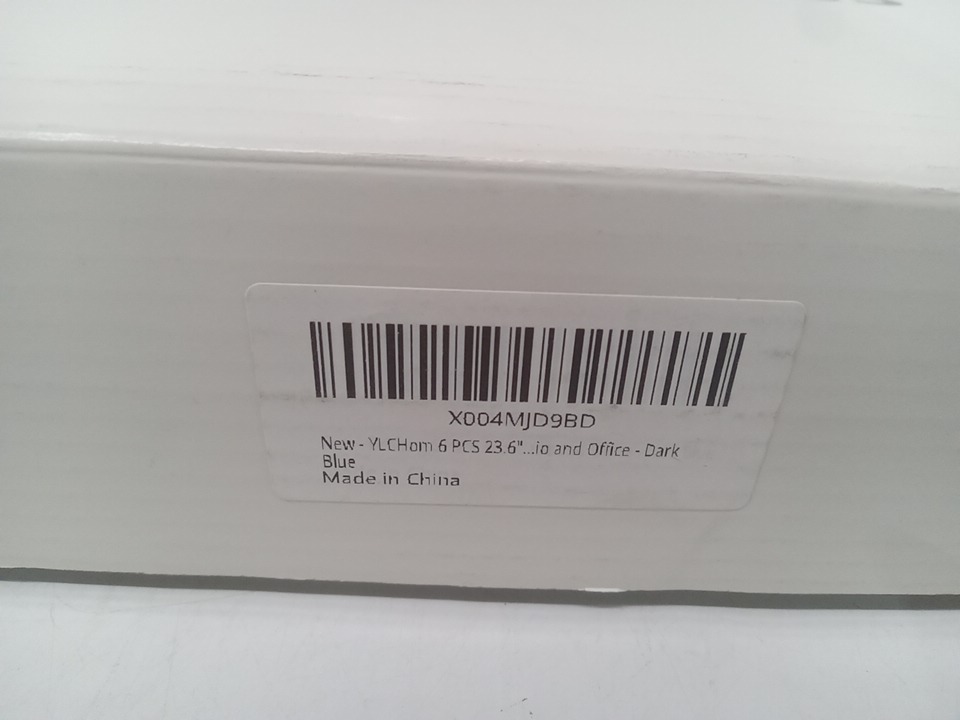 X004MJD9BD
New - YLCHom 6 PCS 23.6"...io and Office - Dark
Blue
Made in China